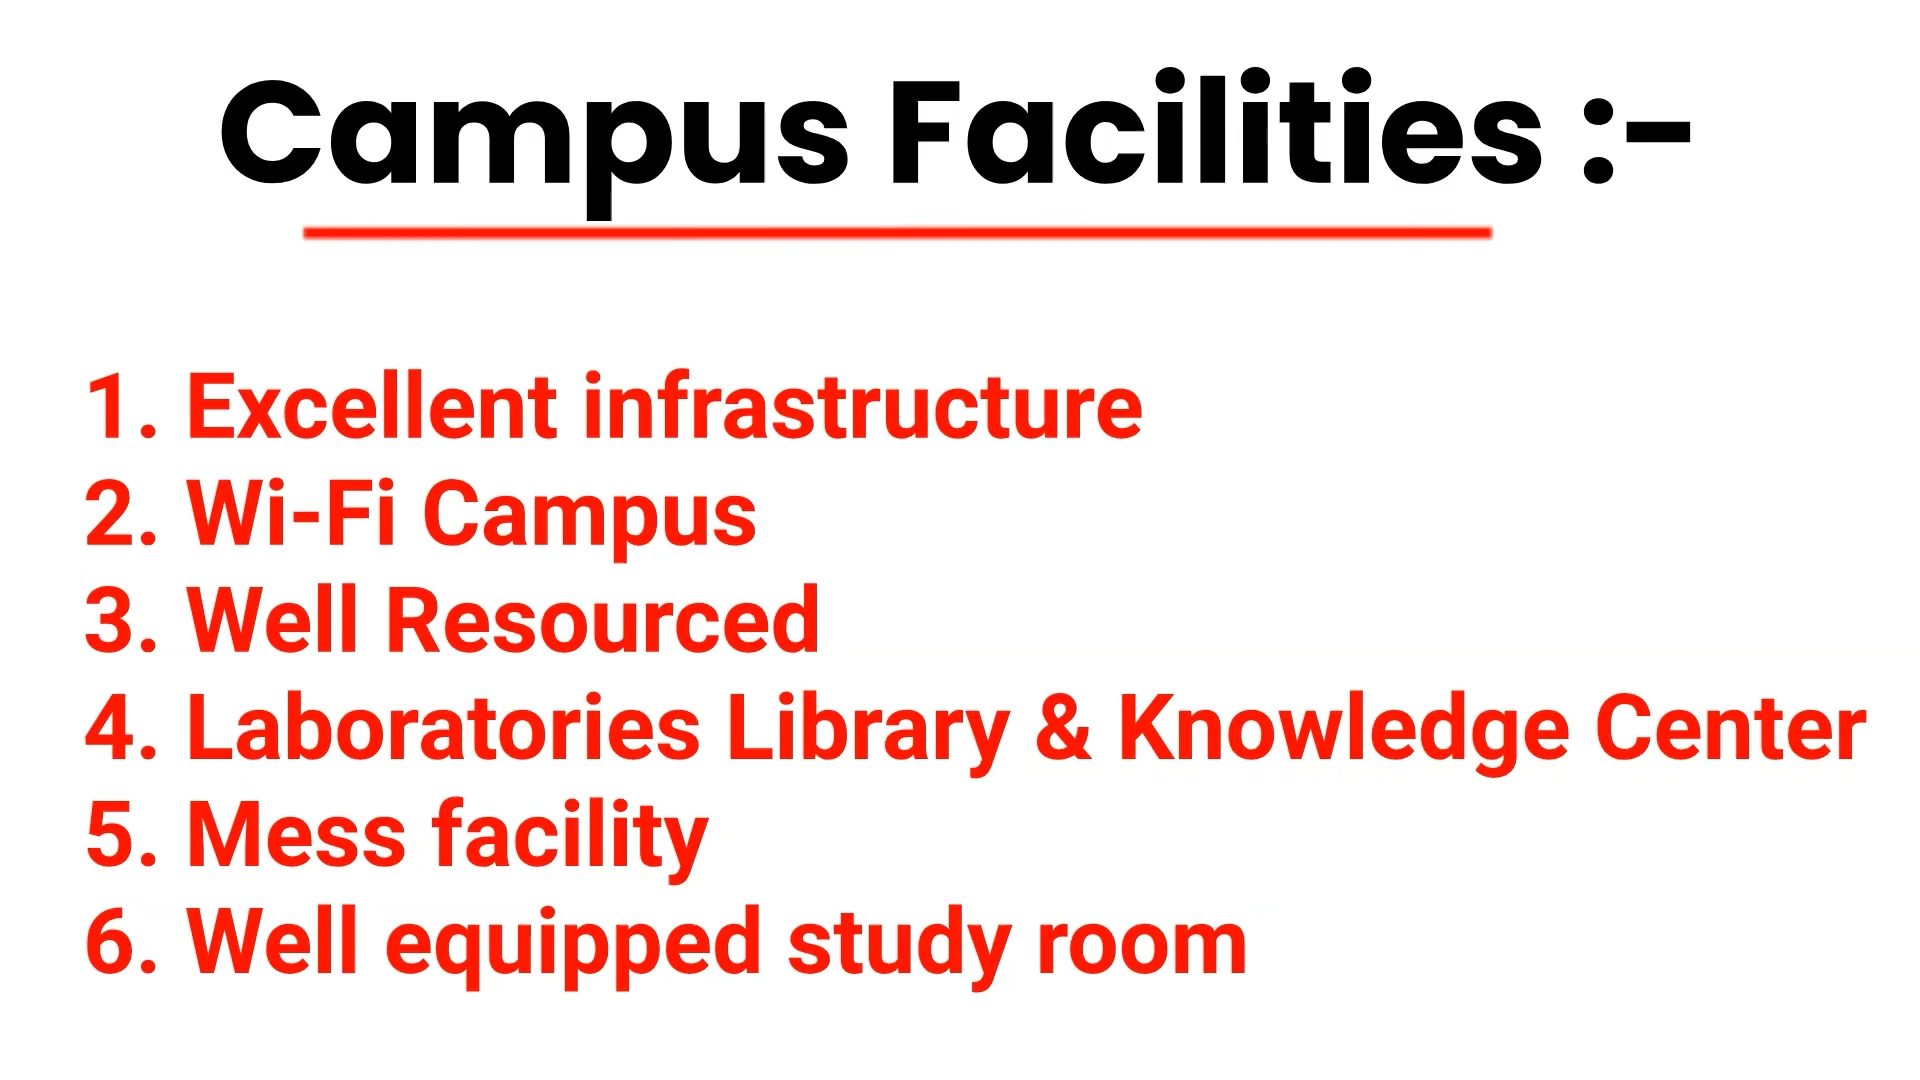 Campus Facilities :-
1. Excellent infrastructure
2. Wi-Fi Campus
3. Well Resourced
4. Laboratories Library & Knowledge Center
5. Mess facility
6. Well equipped study room